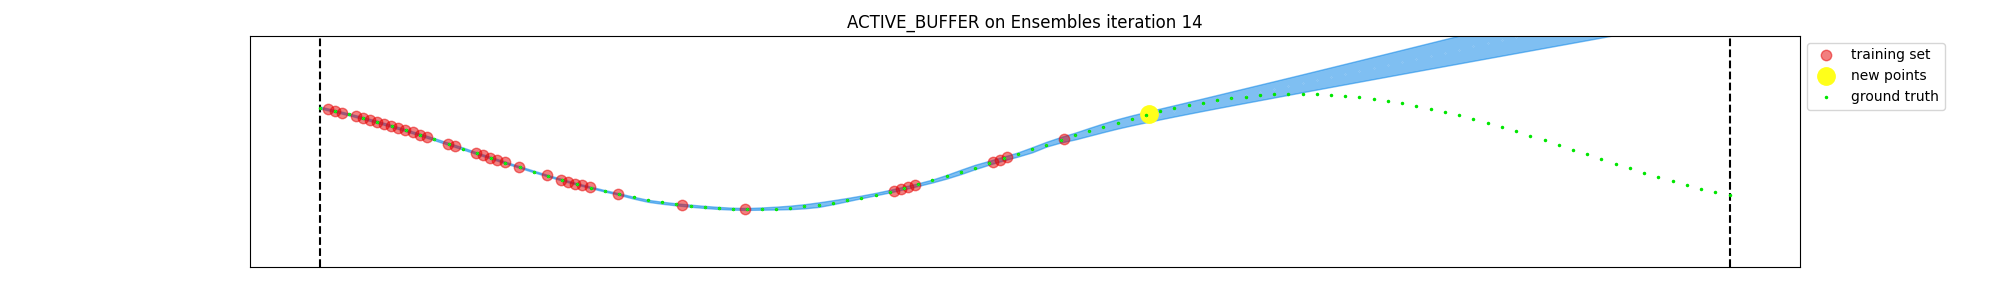 ACTIVE_BUFFER on Ensembles iteration 14
training set
new points
ground truth